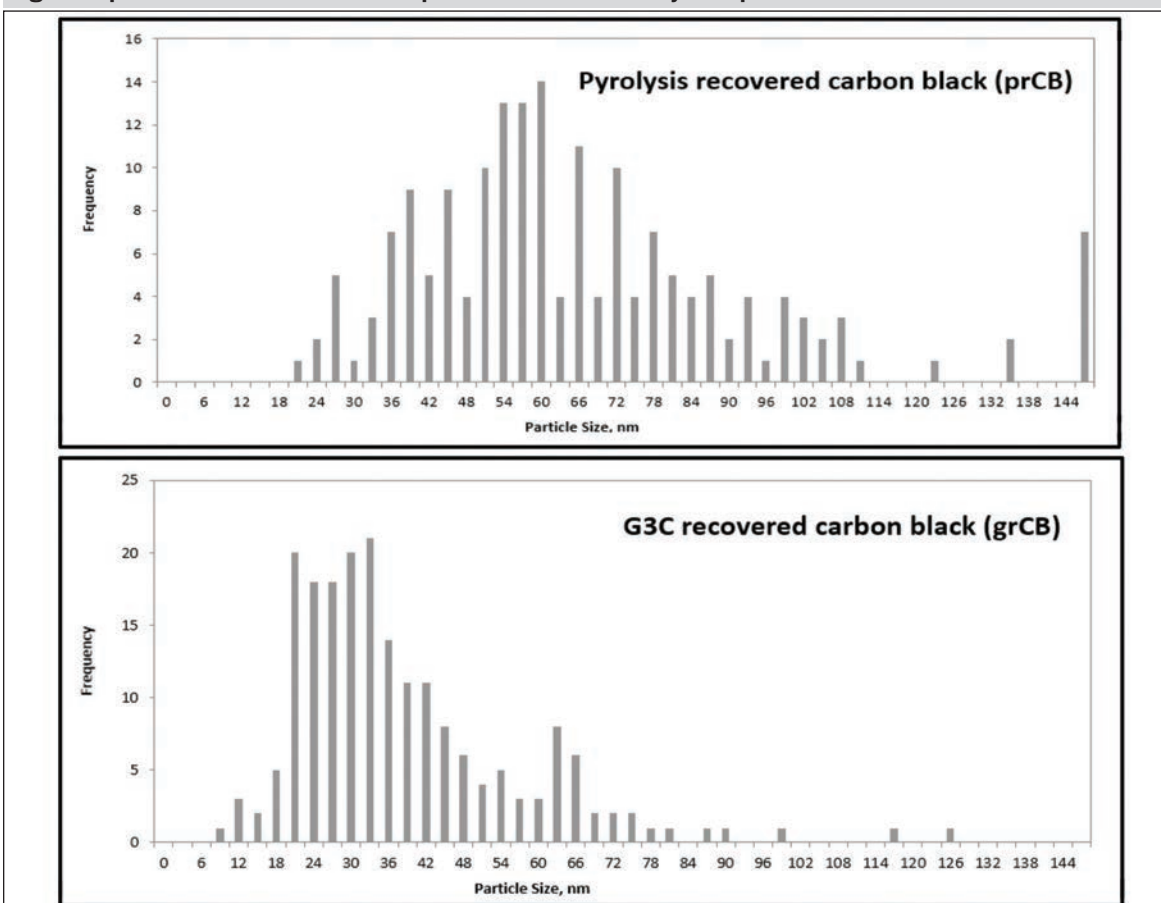 16
Pyrolysis recovered carbon black (prCB)
14
12
10
8
6
4
2
0
Frequency
0 6 12 18 24 30 36 42 48 54 60 66 72 78 84 90 96 102 108 114 120 126 132 138 144
Particle Size, nm
25
G3C recovered carbon black (grCB)
20
15
10
5
0
Frequency
0 6 12 18 24 30 36 42 48 54 60 66 72 78 84 90 96 102 108 114 120 126 132 138 144
Particle Size, nm